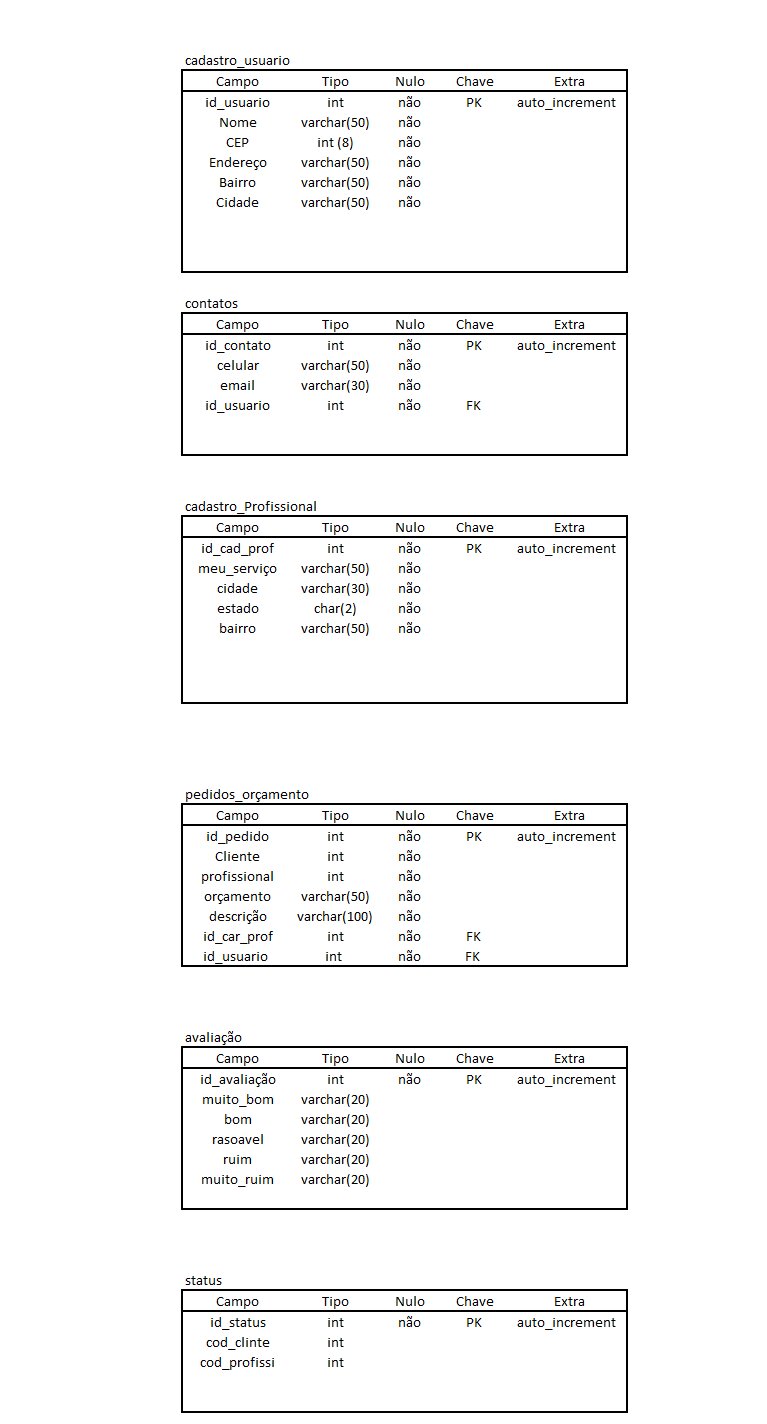 cadastro_usuario
Campo Tipo Nulo Chave Extra
id_usuario int não PK auto_increment
Nome varchar(50) não
CEP int (8) não
Endereço varchar(50) não
Bairro varchar(50) não
Cidade varchar(50) não
contatos
Campo Tipo Nulo Chave Extra
id_contato int não PK auto_increment
celular varchar(50) não
email varchar(30) não
id_usuario int não FK
cadastro_Profissional
Campo Tipo Nulo Chave Extra
id_cad_prof int não PK auto_increment
meu_serviço varchar(50) não
cidade varchar(30) não
estado char(2) não
bairro varchar(50) não
pedidos_orçamento
Campo Tipo Nulo Chave Extra
id_pedido int não PK auto_increment
Cliente int não
profissional int não
orçamento varchar(50) não
descrição varchar(100) não
id_car_prof int não FK
id_usuario int não FK
avaliação
Campo Tipo Nulo Chave Extra
id_avaliação int não PK auto_increment
muito_bom varchar(20)
bom varchar(20)
rasoavel varchar(20)
ruim varchar(20)
muito_ruim varchar(20)
status
Campo Tipo Nulo Chave Extra
id_status int não PK auto_increment
cod_clinte int
cod_profissi int